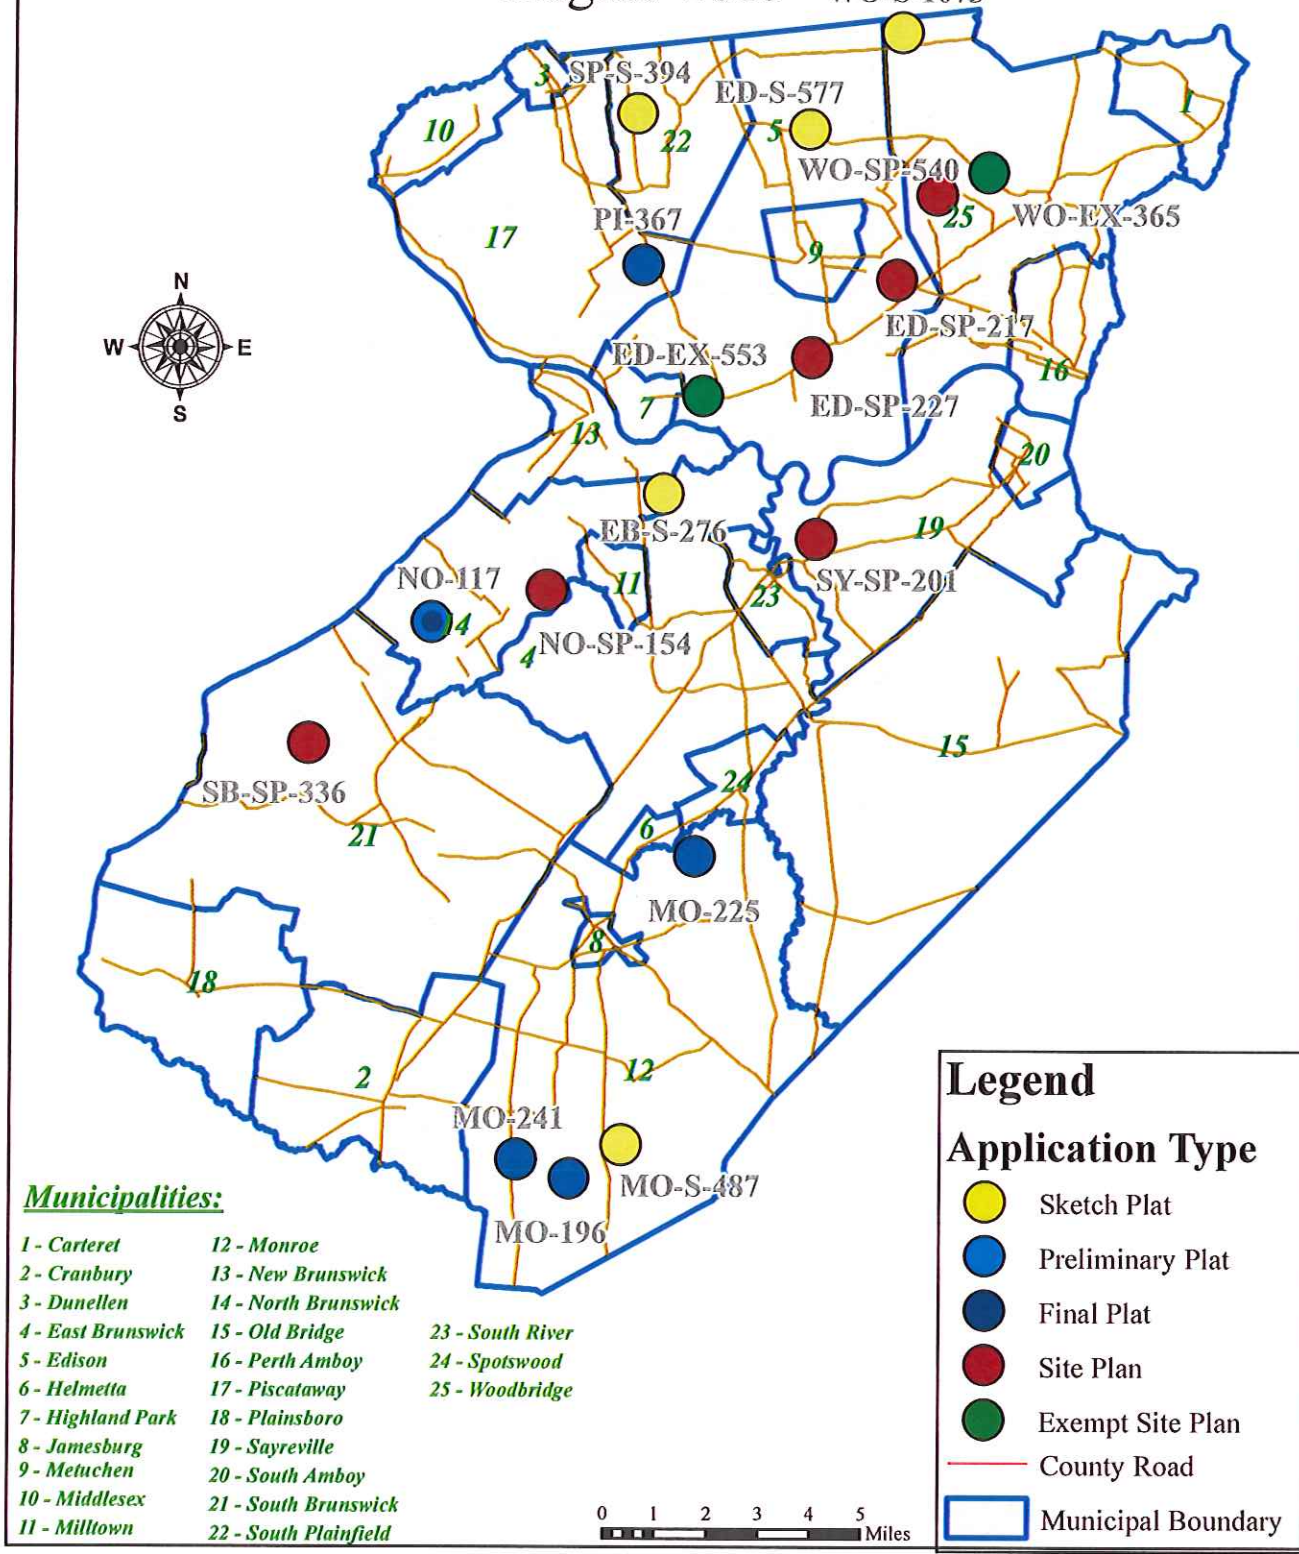 WO-S-1073
3
SP-S-394
ED-S-577
1
10
22
5
WO-SP-540
25
WO-EX-365
17
PI-367
9
N
W E
S
ED-SP-217
ED-EX-553
16
7
ED-SP-227
13
20
EB-S-276
19
NO-117
11
SY-SP-201
23
14
NO-SP-154
4
15
SB-SP-336
24
21
6
MO-225
8
18
12
2
MO-241
MO-S-487
MO-196
Legend
Application Type
Sketch Plat
Preliminary Plat
Final Plat
Site Plan
Exempt Site Plan
County Road
Municipal Boundary
Municipalities:
1 - Carteret
2 - Cranbury
3 - Dunellen
4 - East Brunswick
5 - Edison
6 - Helmetta
7 - Highland Park
8 - Jamesburg
9 - Metuchen
10 - Middlesex
11 - Milltown
12 - Monroe
13 - New Brunswick
14 - North Brunswick
15 - Old Bridge
16 - Perth Amboy
17 - Piscataway
18 - Plainsboro
19 - Sayreville
20 - South Amboy
21 - South Brunswick
22 - South Plainfield
23 - South River
24 - Spotswood
25 - Woodbridge
0 1 2 3 4 5
Miles